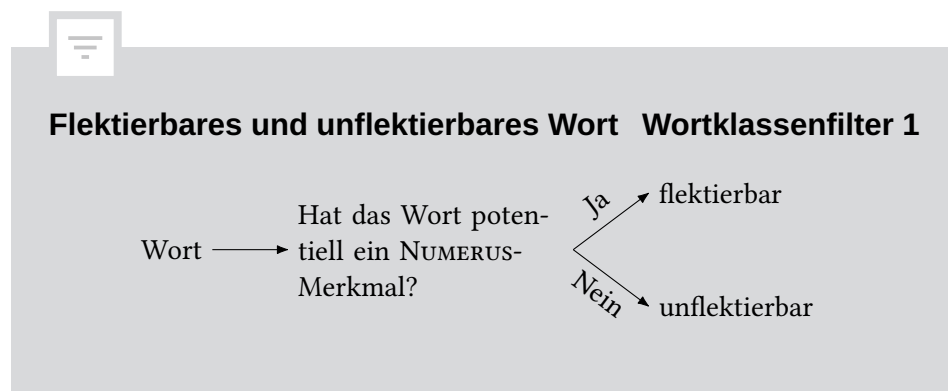 Flektierbares und unflektierbares Wort Wortklassenfilter 1
Wort
Hat das Wort poten-
tiell ein NUMERUS-
Merkmal?
Ja
flektierbar
Nein
unflektierbar